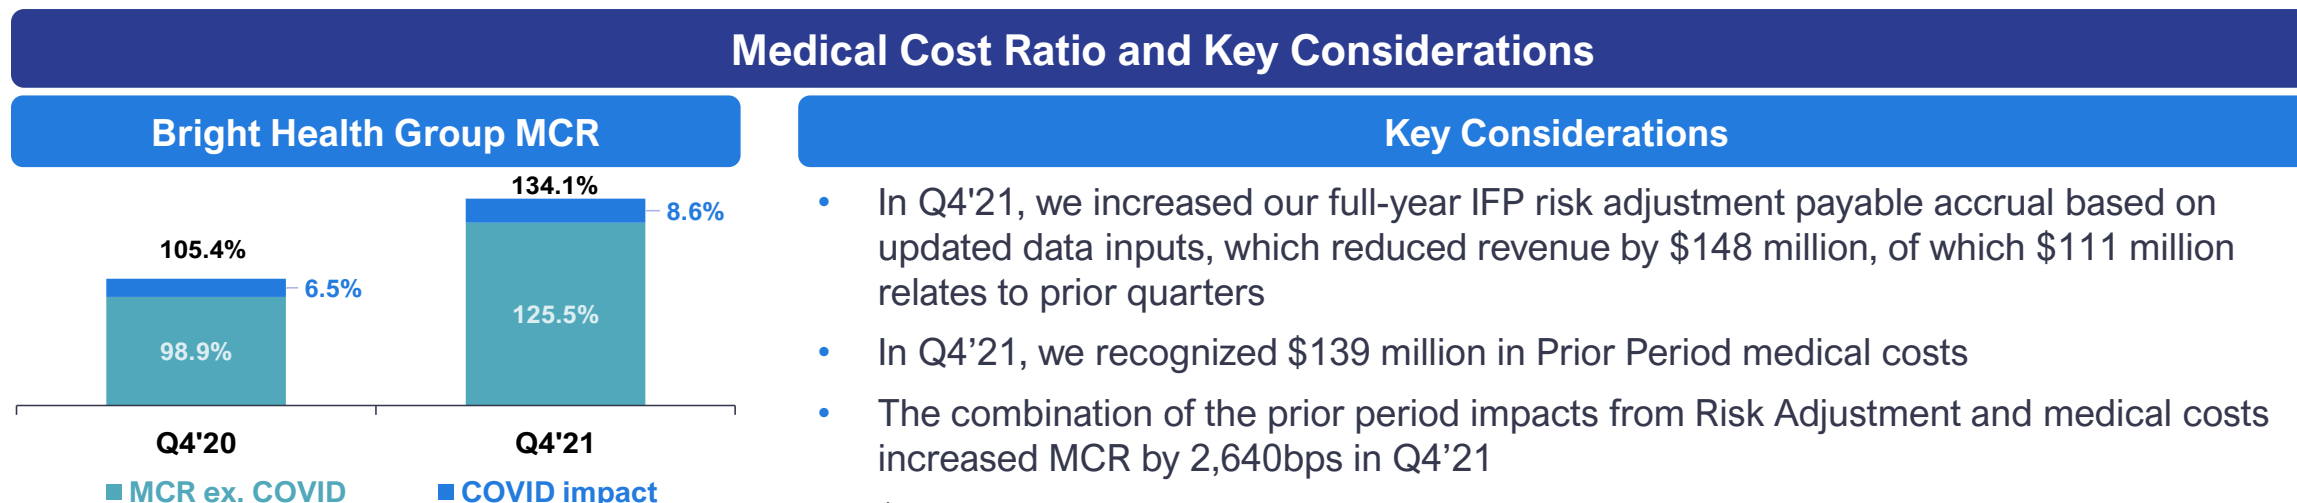 Medical Cost Ratio and Key Considerations
Bright Health Group MCR
105.4%
6.5%
98.9%
134.1%
8.6%
125.5%
Q4'20
Q4'21
MCR ex. COVID
COVID impact
Key Considerations
• In Q4'21, we increased our full-year IFP risk adjustment payable accrual based on
updated data inputs, which reduced revenue by $148 million, of which $111 million
relates to prior quarters
• In Q4’21, we recognized $139 million in Prior Period medical costs
• The combination of the prior period impacts from Risk Adjustment and medical costs
increased MCR by 2,640bps in Q4’21